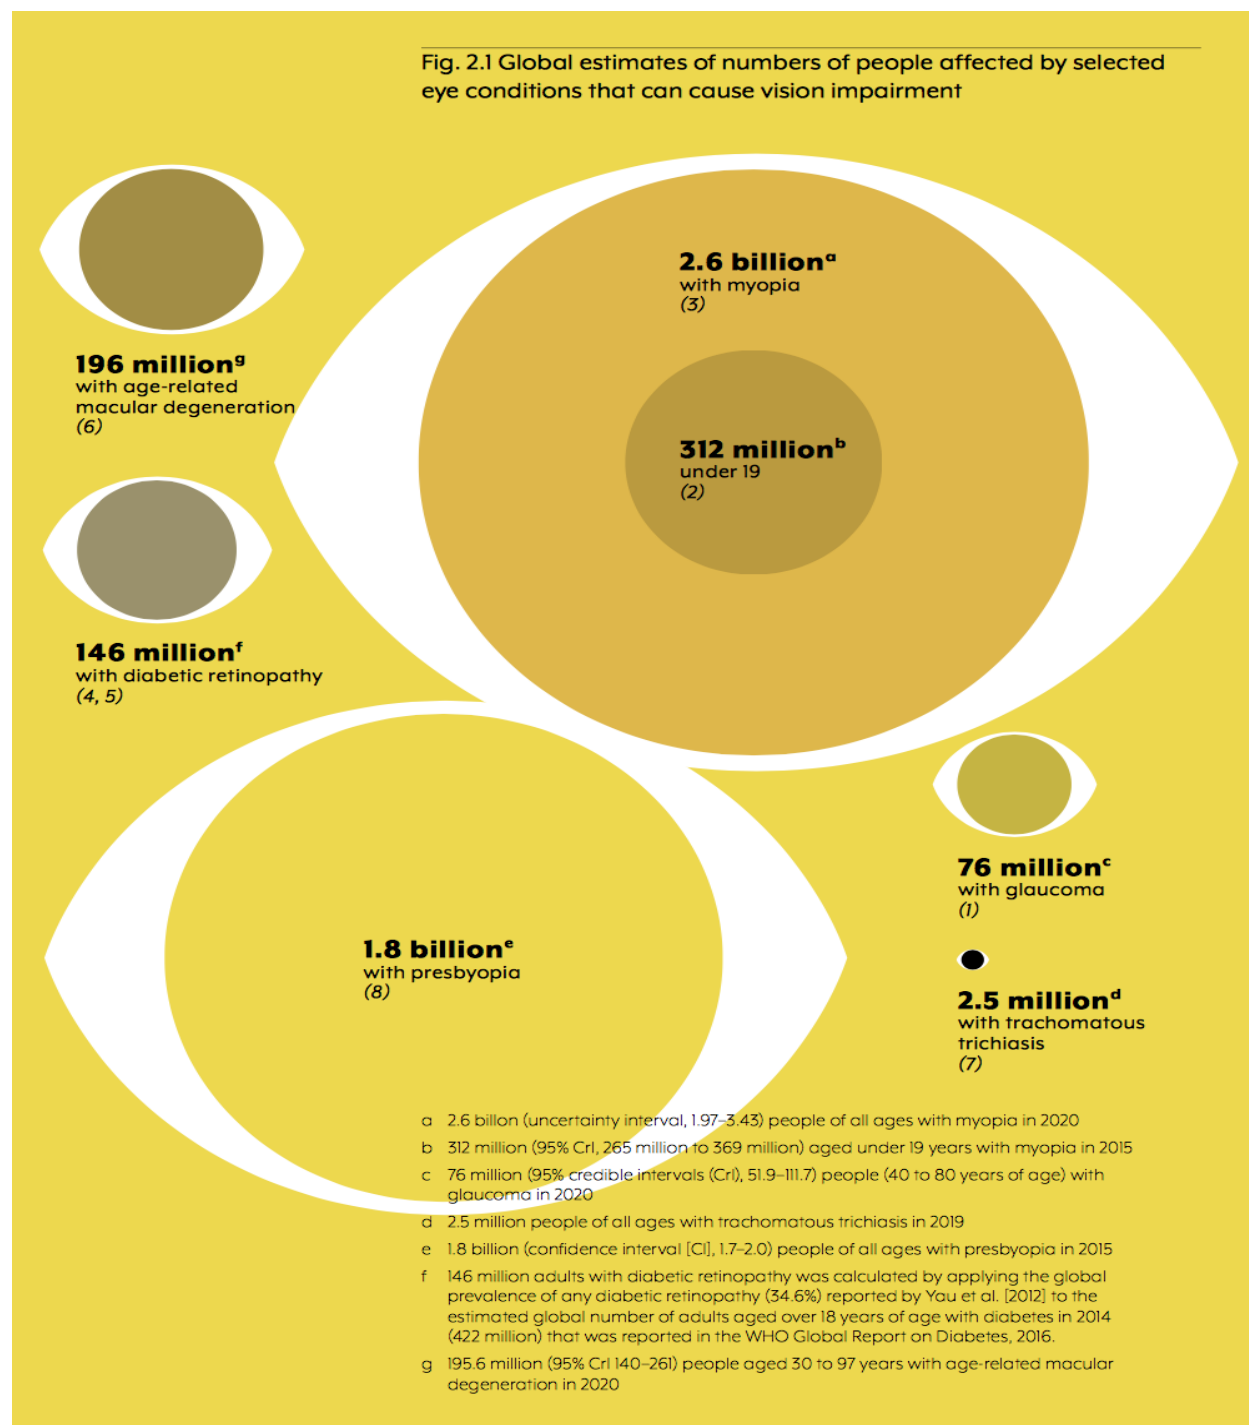 Fig. 2.1 Global estimates of numbers of people affected by selected
eye conditions that can cause vision impairment
2.6 billionᵃ
with myopia
(3)
312 millionᵇ
under 19
(2)
196 millionᵍ
with age-related
macular degeneration
(6)
146 millionᶠ
with diabetic retinopathy
(4, 5)
76 millionᶜ
with glaucoma
(1)
1.8 billionᵉ
with presbyopia
(8)
2.5 millionᵈ
with trachomatous
trichiasis
(7)
a 2.6 billon (uncertainty interval, 1.97–3.43) people of all ages with myopia in 2020
b 312 million (95% CrI, 265 million to 369 million) aged under 19 years with myopia in 2015
c 76 million (95% credible intervals (CrI), 51.9–111.7) people (40 to 80 years of age) with
glaucoma in 2020
d 2.5 million people of all ages with trachomatous trichiasis in 2019
e 1.8 billion (confidence interval [CI], 1.7–2.0) people of all ages with presbyopia in 2015
f 146 million adults with diabetic retinopathy was calculated by applying the global
prevalence of any diabetic retinopathy (34.6%) reported by Yau et al. [2012] to the
estimated global number of adults aged over 18 years of age with diabetes in 2014
(422 million) that was reported in the WHO Global Report on Diabetes, 2016.
g 195.6 million (95% CrI 140–261) people aged 30 to 97 years with age-related macular
degeneration in 2020